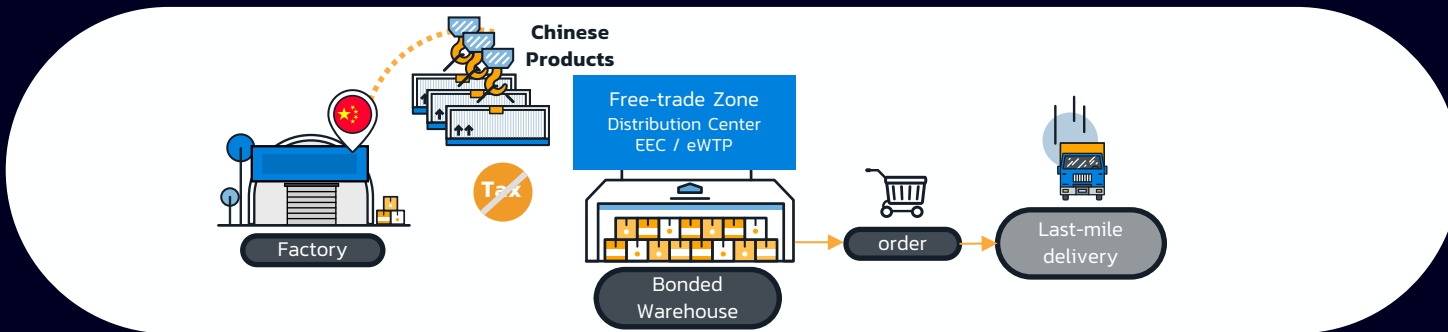 Chinese
Products
Free-trade Zone
Distribution Center
EEC / eWTP
Tax
Factory
Bonded
Warehouse
order
Last-mile
delivery